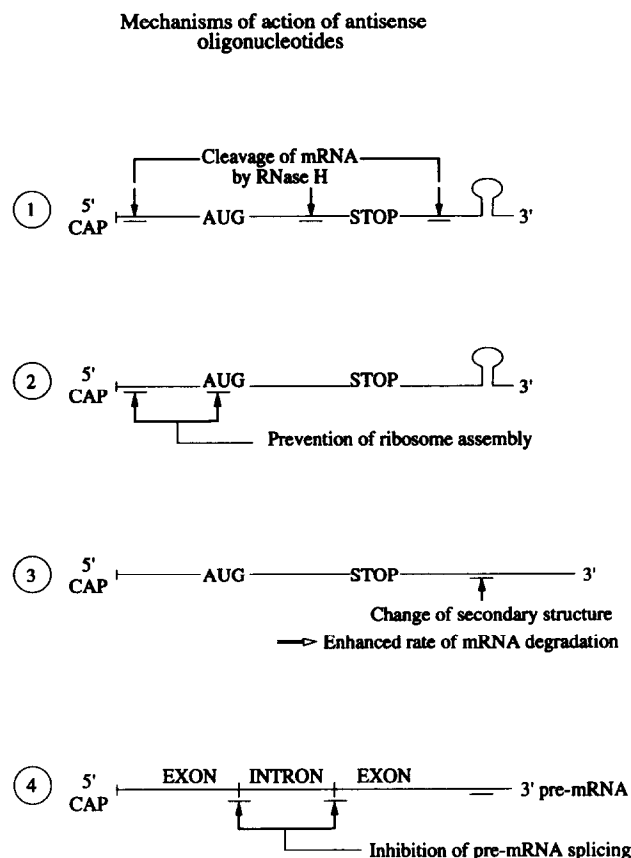 Mechanisms of action of antisense
oligonucleotides
Cleavage of mRNA
by RNase H
1 5' AUG STOP 3'
CAP
2 5' AUG STOP 3'
CAP
Prevention of ribosome assembly
3 5' AUG STOP 3'
CAP
Change of secondary structure
Enhanced rate of mRNA degradation
4 5' EXON INTRON EXON 3' pre-mRNA
CAP
Inhibition of pre-mRNA splicing